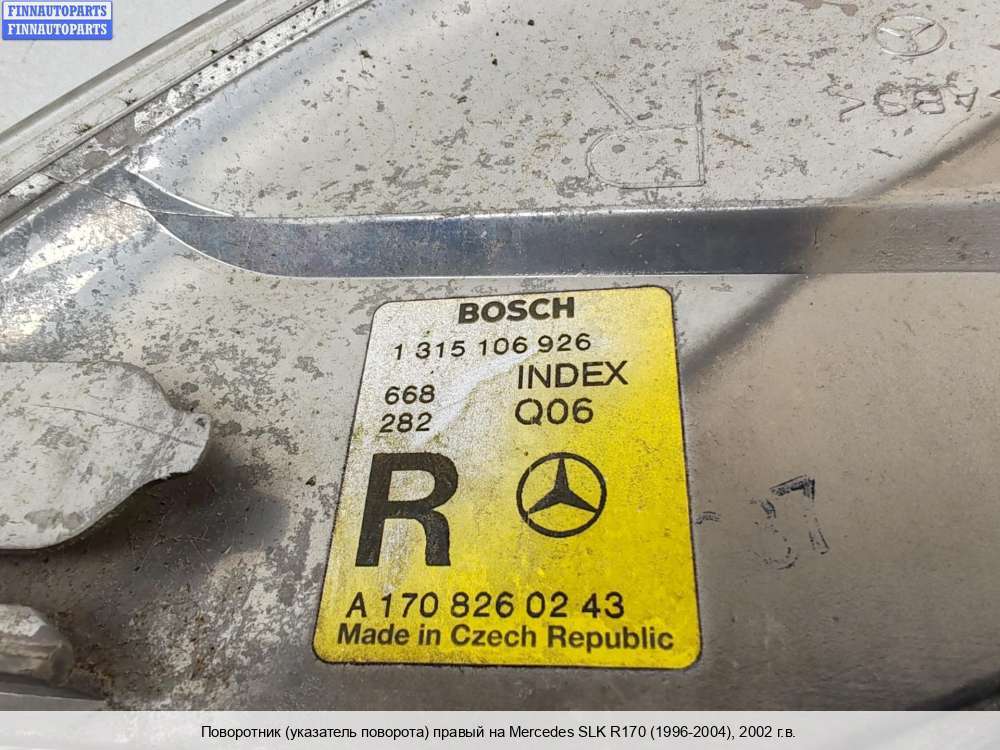 FINNAUTOPARTS
FINNAUTOPARTS
R
>ABS<
BOSCH
1 315 106 926
668 INDEX
282 Q06
R
A 170 826 02 43
Made in Czech Republic
Поворотник (указатель поворота) правый на Mercedes SLK R170 (1996-2004), 2002 г.в.